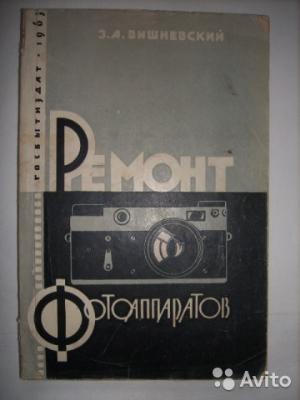 З.А.ВИШНЕВСКИЙ
ГОСБЫТИЗДАТ · 1963
РЕМОНТ
ФОТОАППАРАТОВ
Avito